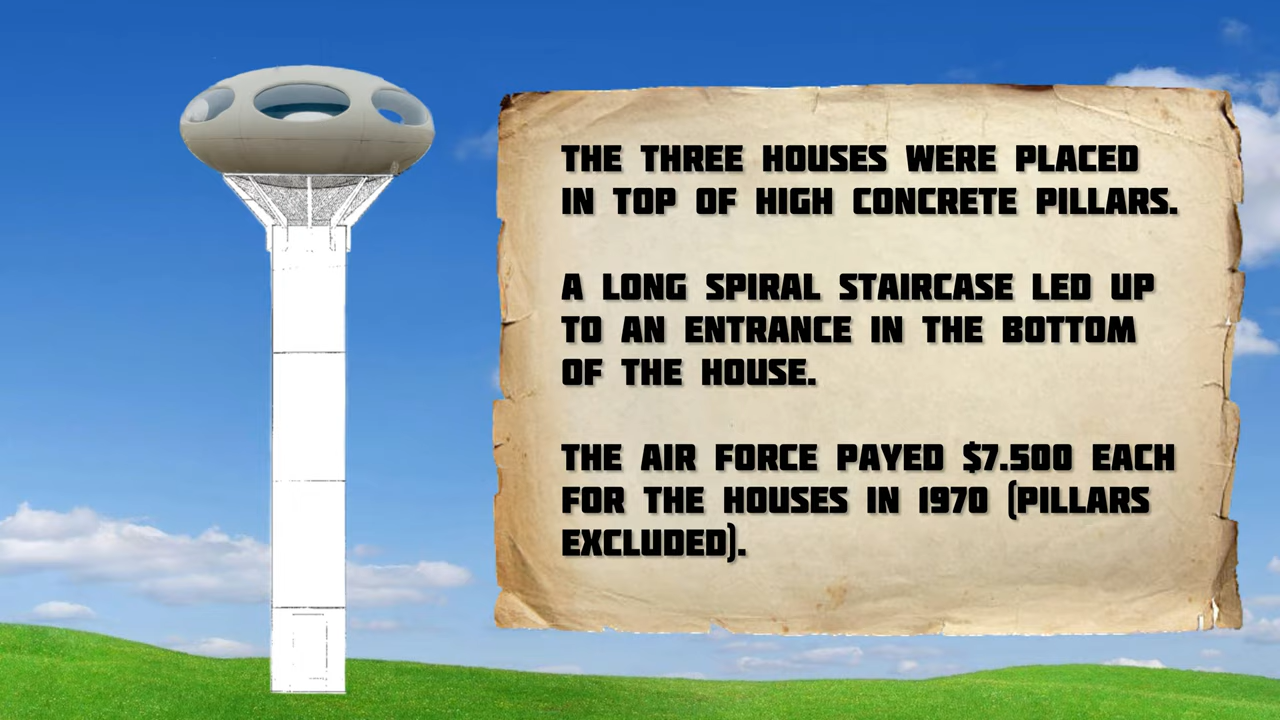 THE THREE HOUSES WERE PLACED
IN TOP OF HIGH CONCRETE PILLARS.
A LONG SPIRAL STAIRCASE LED UP
TO AN ENTRANCE IN THE BOTTOM
OF THE HOUSE.
THE AIR FORCE PAYED $7.500 EACH
FOR THE HOUSES IN 1970 (PILLARS
EXCLUDED).